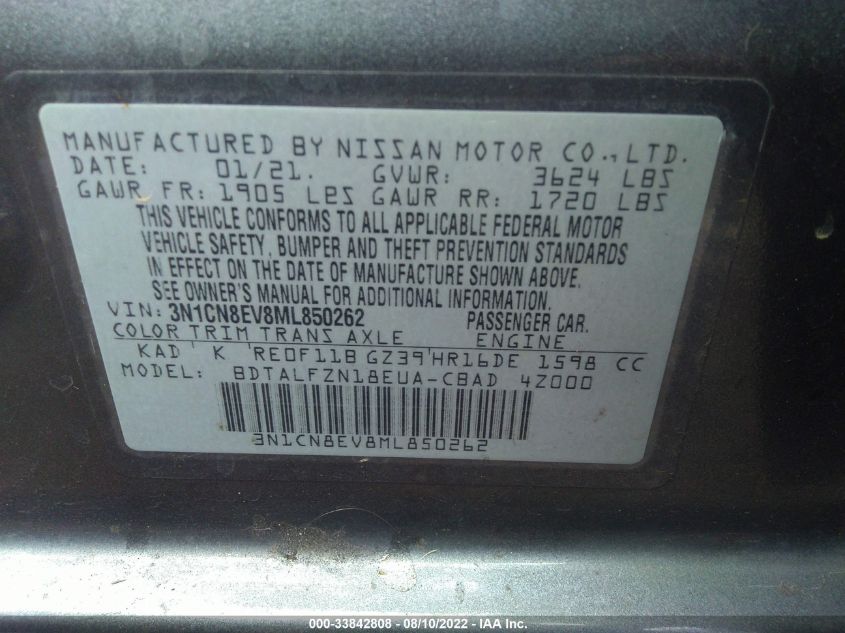 MANUFACTURED BY NISSAN MOTOR CO., LTD.
DATE: 01/21. GVWR: 3624 LBS
GAWR FR: 1905 LBS GAWR RR: 1720 LBS
THIS VEHICLE CONFORMS TO ALL APPLICABLE FEDERAL MOTOR
VEHICLE SAFETY, BUMPER AND THEFT PREVENTION STANDARDS
IN EFFECT ON THE DATE OF MANUFACTURE SHOWN ABOVE.
SEE OWNER'S MANUAL FOR ADDITIONAL INFORMATION.
VIN: 3N1CN8EV8ML850262 PASSENGER CAR.
COLOR TRIM TRANS AXLE ENGINE
KAD K RE0F11B GZ39 HR16DE 1598 CC
MODEL: BDTALFZN18EUA-CBAD 4Z000
3N1CN8EV8ML850262
000-33842808 - 08/10/2022 - IAA Inc.